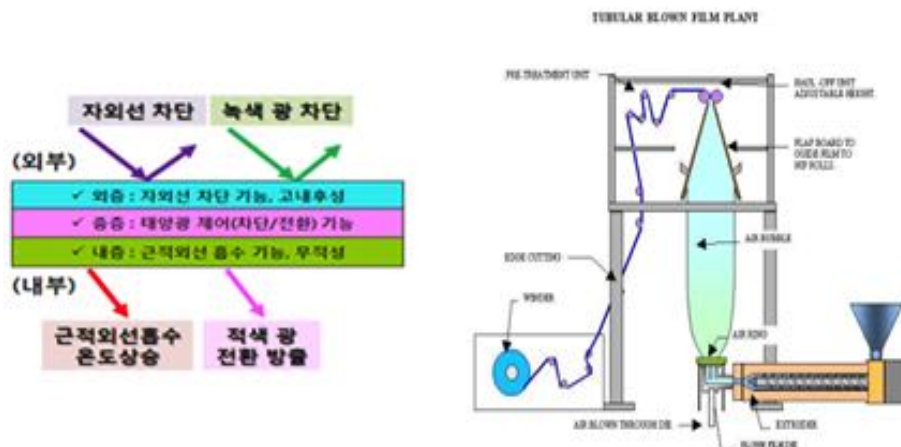 자외선 차단
녹색 광 차단
(외부)
✓ 외층 : 자외선 차단 기능, 고내후성
✓ 중층 : 태양광 제어(차단/전환) 기능
✓ 내층 : 근적외선 흡수 기능, 무적성
(내부)
근적외선흡수
온도상승
적색 광
전환 방출
TUBULAR BLOWN FILM PLANT
PRE-TREATMENT UNIT
HAUL-OFF UNIT
ADJUSTABLE HEIGHT.
FLAP BOARD TO
GUIDE FILM TO
NIP ROLLS.
AIR BUBBLE
EDGE CUTTING
WINDER
AIR RING
AIR BLOWN THROUGH DIE
EXTRUDER
BLOWN FILM DIE